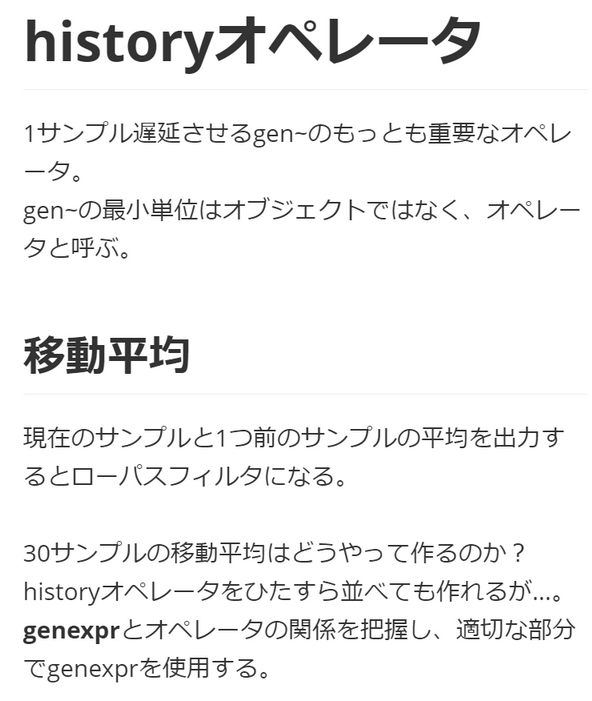 historyオペレータ
1サンプル遅延させるgen~のもっとも重要なオペレ
ータ。
gen~の最小単位はオブジェクトではなく、オペレー
タと呼ぶ。
移動平均
現在のサンプルと1つ前のサンプルの平均を出力す
るとローパスフィルタになる。
30サンプルの移動平均はどうやって作るのか？
historyオペレータをひたすら並べても作れるが...。
genexprとオペレータの関係を把握し、適切な部分
でgenexprを使用する。